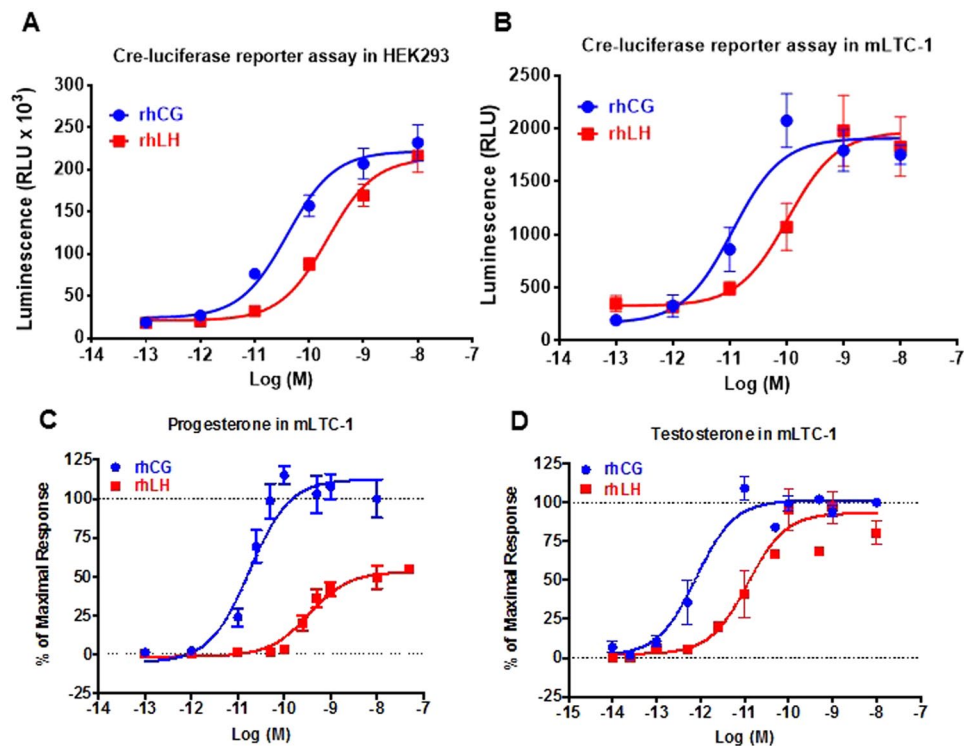 A
Cre-luciferase reporter assay in HEK293
300
250
200
150
100
50
0
Luminescence (RLU x 10³)
rhCG
rhLH
-14 -13 -12 -11 -10 -9 -8 -7
Log (M)
B
Cre-luciferase reporter assay in mLTC-1
2500
2000
1500
1000
500
0
Luminescence (RLU)
rhCG
rhLH
-14 -13 -12 -11 -10 -9 -8 -7
Log (M)
C
Progesterone in mLTC-1
125
100
75
50
25
0
-25
% of Maximal Response
rhCG
rhLH
-14 -13 -12 -11 -10 -9 -8 -7
Log (M)
D
Testosterone in mLTC-1
125
100
75
50
25
0
-25
% of Maximal Response
rhCG
rhLH
-15 -14 -13 -12 -11 -10 -9 -8 -7
Log (M)